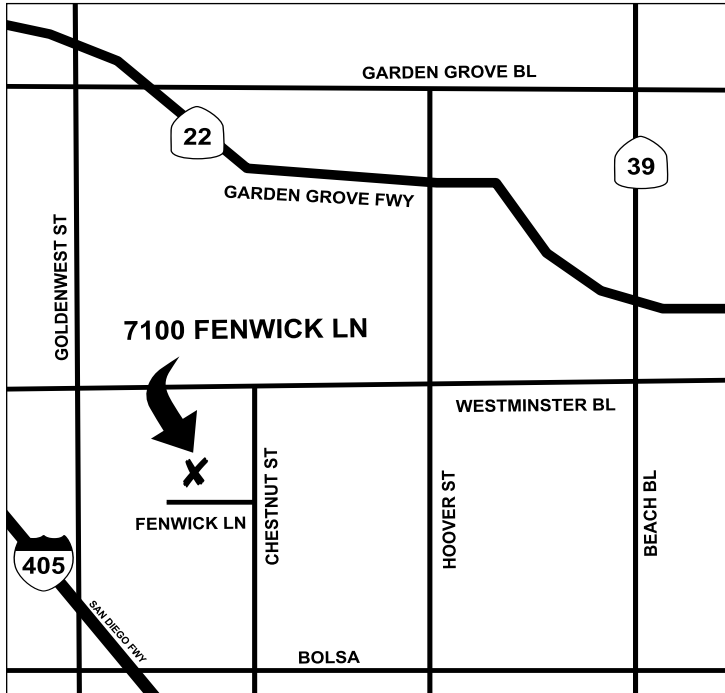 GARDEN GROVE BL
22
39
GARDEN GROVE FWY
GOLDENWEST ST
7100 FENWICK LN
WESTMINSTER BL
X
FENWICK LN
CHESTNUT ST
HOOVER ST
BEACH BL
405
SAN DIEGO FWY
BOLSA